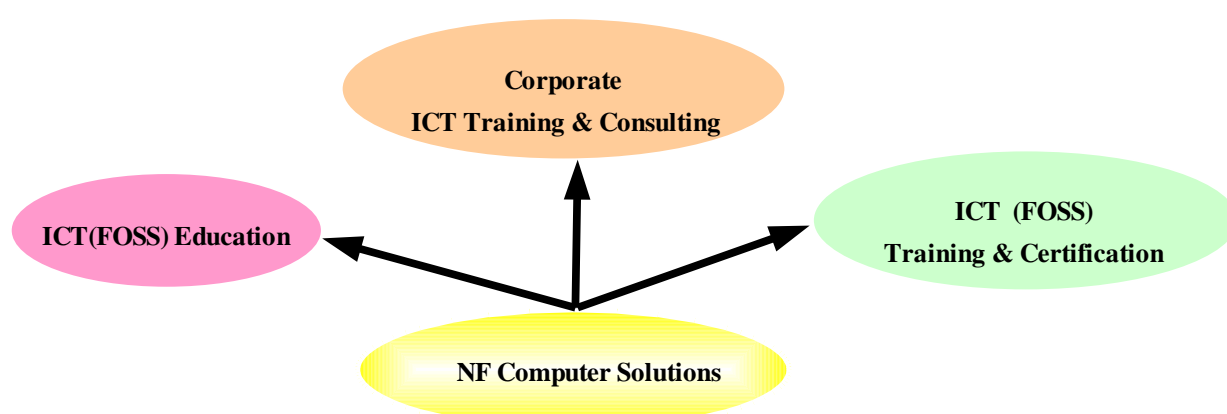 Corporate
ICT Training & Consulting
ICT(FOSS) Education
ICT (FOSS)
Training & Certification
NF Computer Solutions